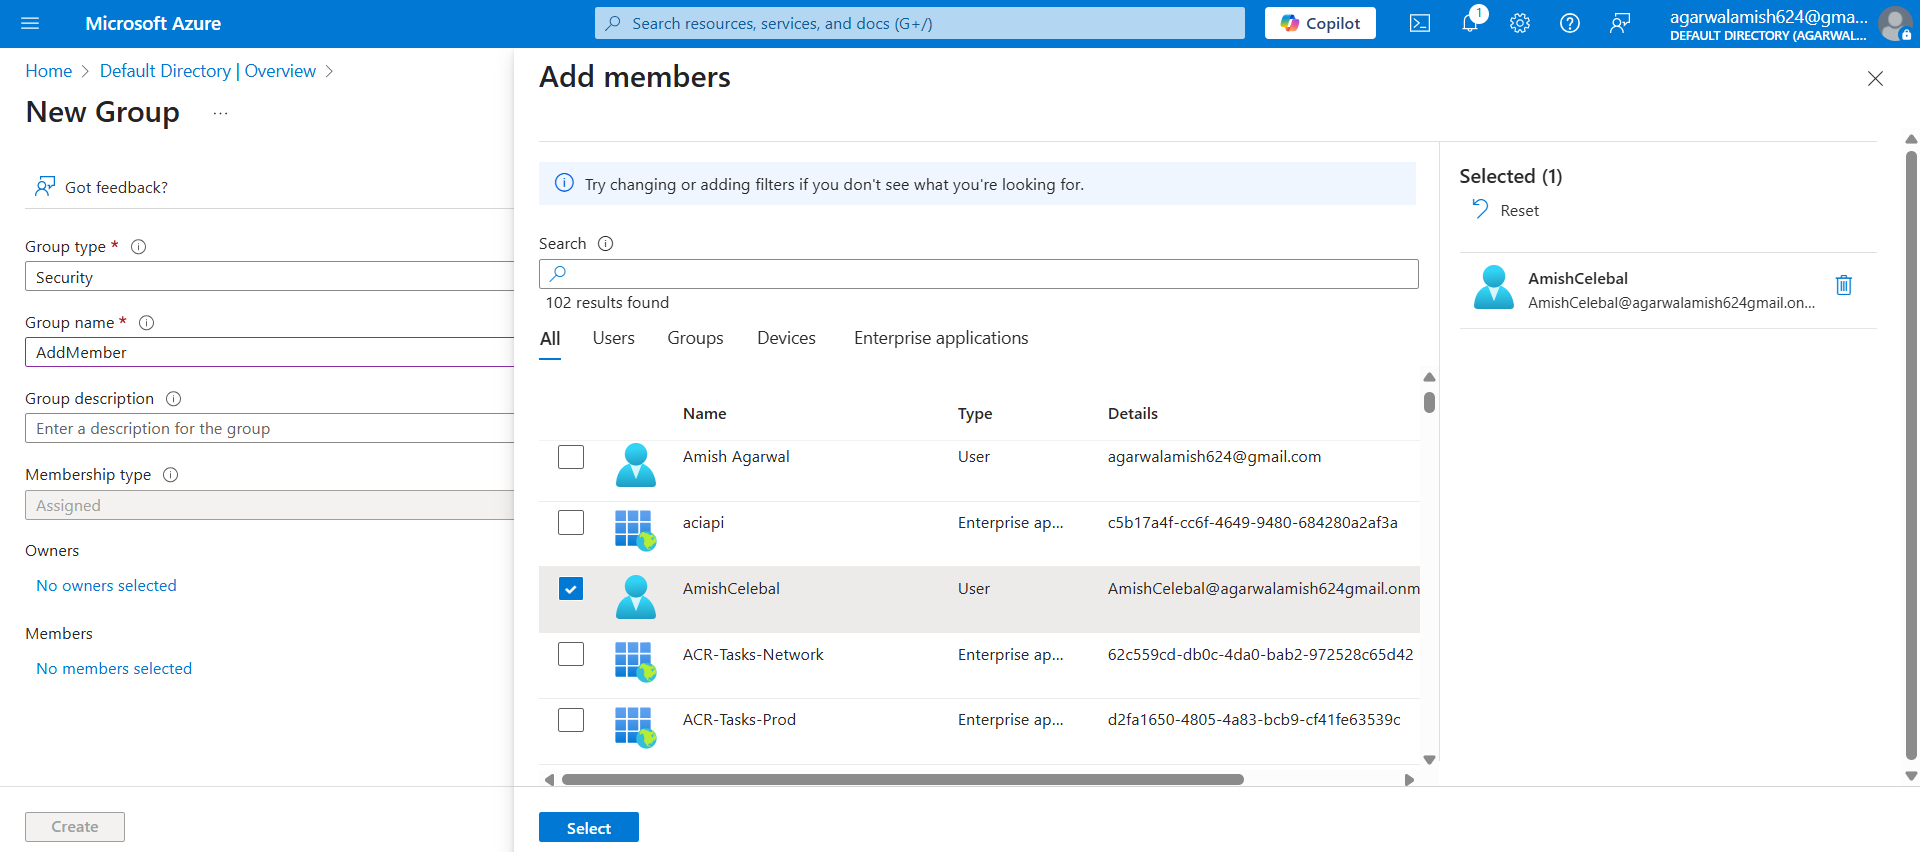 Microsoft Azure
Search resources, services, and docs (G+/)
Copilot
1
agarwalamish624@gma...
DEFAULT DIRECTORY (AGARWAL...
Home > Default Directory | Overview >
New Group ...
Got feedback?
Group type *
Security
Group name *
AddMember
Group description
Enter a description for the group
Membership type
Assigned
Owners
No owners selected
Members
No members selected
Create
Add members
Try changing or adding filters if you don't see what you're looking for.
Search
102 results found
All Users Groups Devices Enterprise applications
Name Type Details
Amish Agarwal User agarwalamish624@gmail.com
aciapi Enterprise ap... c5b17a4f-cc6f-4649-9480-684280a2af3a
AmishCelebal User AmishCelebal@agarwalamish624gmail.onm
ACR-Tasks-Network Enterprise ap... 62c559cd-db0c-4da0-bab2-972528c65d42
ACR-Tasks-Prod Enterprise ap... d2fa1650-4805-4a83-bcb9-cf41fe63539c
Select
Selected (1)
Reset
AmishCelebal
AmishCelebal@agarwalamish624gmail.on...